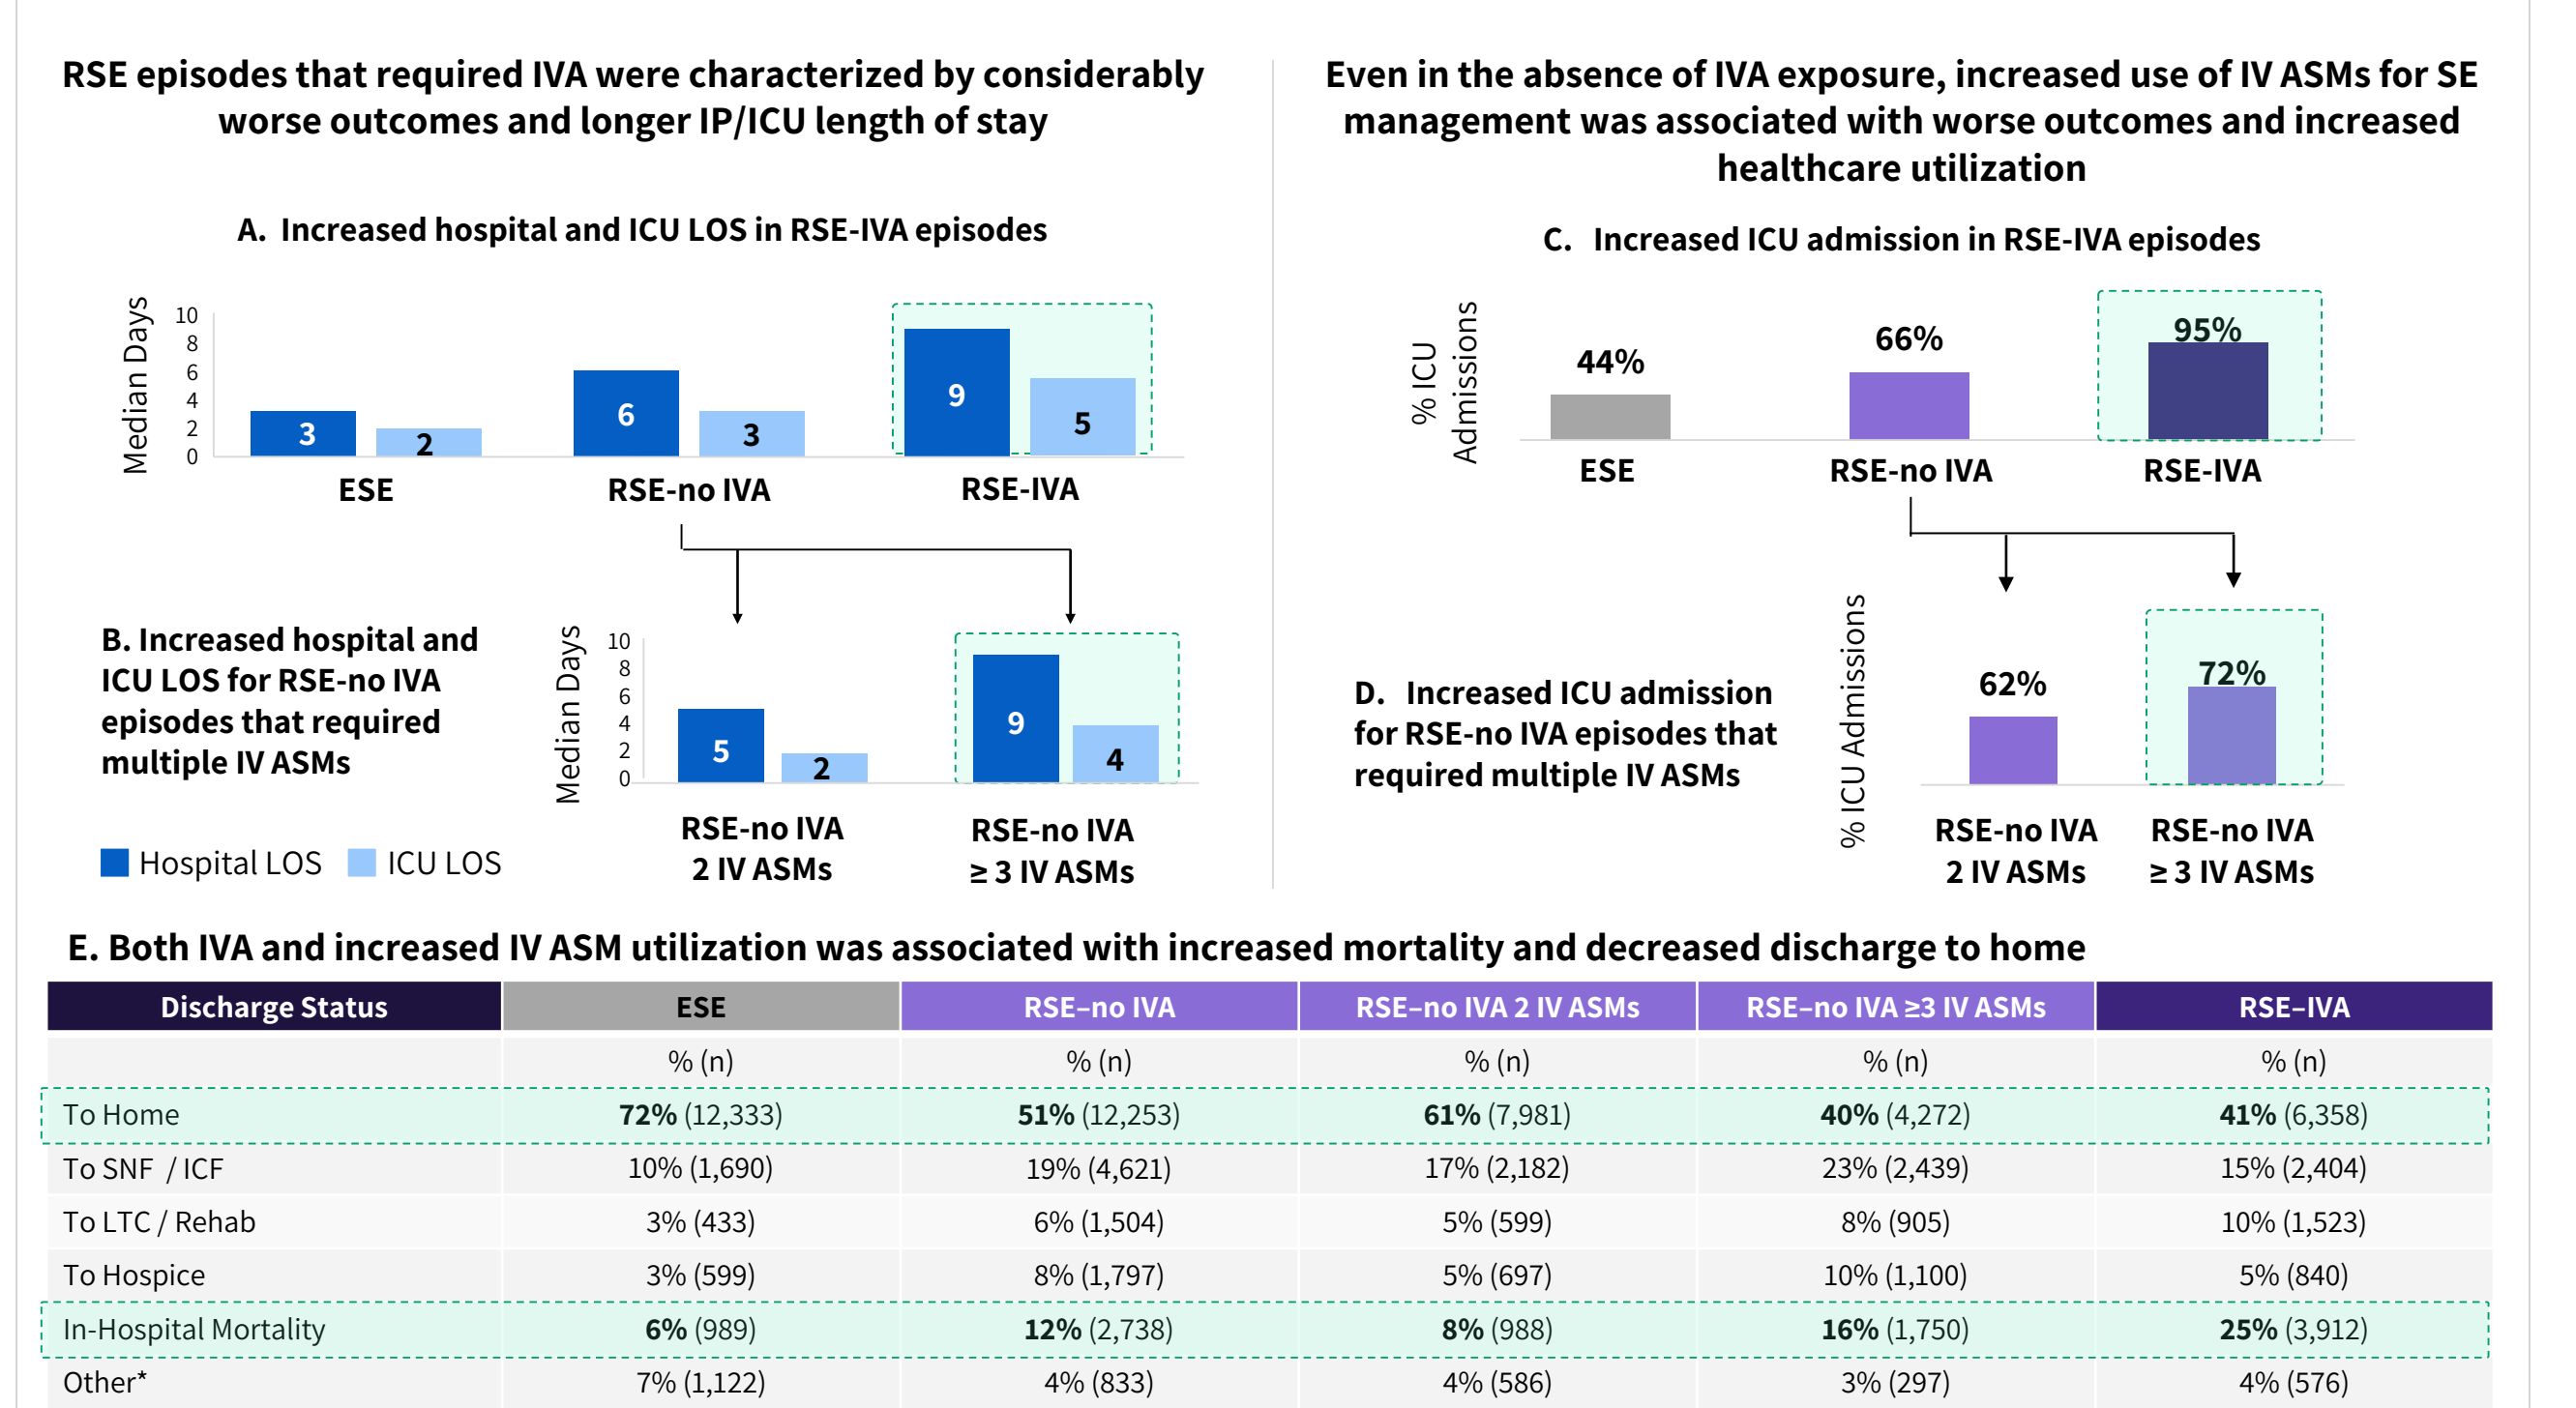 RSE episodes that required IVA were characterized by considerably
worse outcomes and longer IP/ICU length of stay
A. Increased hospital and ICU LOS in RSE-IVA episodes
Median Days
10
8
6
4
2
0
3
2
6
3
9
5
ESE
RSE-no IVA
RSE-IVA
B. Increased hospital and
ICU LOS for RSE-no IVA
episodes that required
multiple IV ASMs
Median Days
10
8
6
4
2
0
5
2
9
4
RSE-no IVA
2 IV ASMs
RSE-no IVA
≥ 3 IV ASMs
Hospital LOS
ICU LOS
Even in the absence of IVA exposure, increased use of IV ASMs for SE
management was associated with worse outcomes and increased
healthcare utilization
C. Increased ICU admission in RSE-IVA episodes
% ICU
Admissions
44%
66%
95%
ESE
RSE-no IVA
RSE-IVA
D. Increased ICU admission
for RSE-no IVA episodes that
required multiple IV ASMs
% ICU Admissions
62%
72%
RSE-no IVA
2 IV ASMs
RSE-no IVA
≥ 3 IV ASMs
E. Both IVA and increased IV ASM utilization was associated with increased mortality and decreased discharge to home
Discharge Status ESE RSE–no IVA RSE–no IVA 2 IV ASMs RSE–no IVA ≥3 IV ASMs RSE–IVA
% (n) % (n) % (n) % (n) % (n)
To Home 72% (12,333) 51% (12,253) 61% (7,981) 40% (4,272) 41% (6,358)
To SNF / ICF 10% (1,690) 19% (4,621) 17% (2,182) 23% (2,439) 15% (2,404)
To LTC / Rehab 3% (433) 6% (1,504) 5% (599) 8% (905) 10% (1,523)
To Hospice 3% (599) 8% (1,797) 5% (697) 10% (1,100) 5% (840)
In-Hospital Mortality 6% (989) 12% (2,738) 8% (988) 16% (1,750) 25% (3,912)
Other* 7% (1,122) 4% (833) 4% (586) 3% (297) 4% (576)